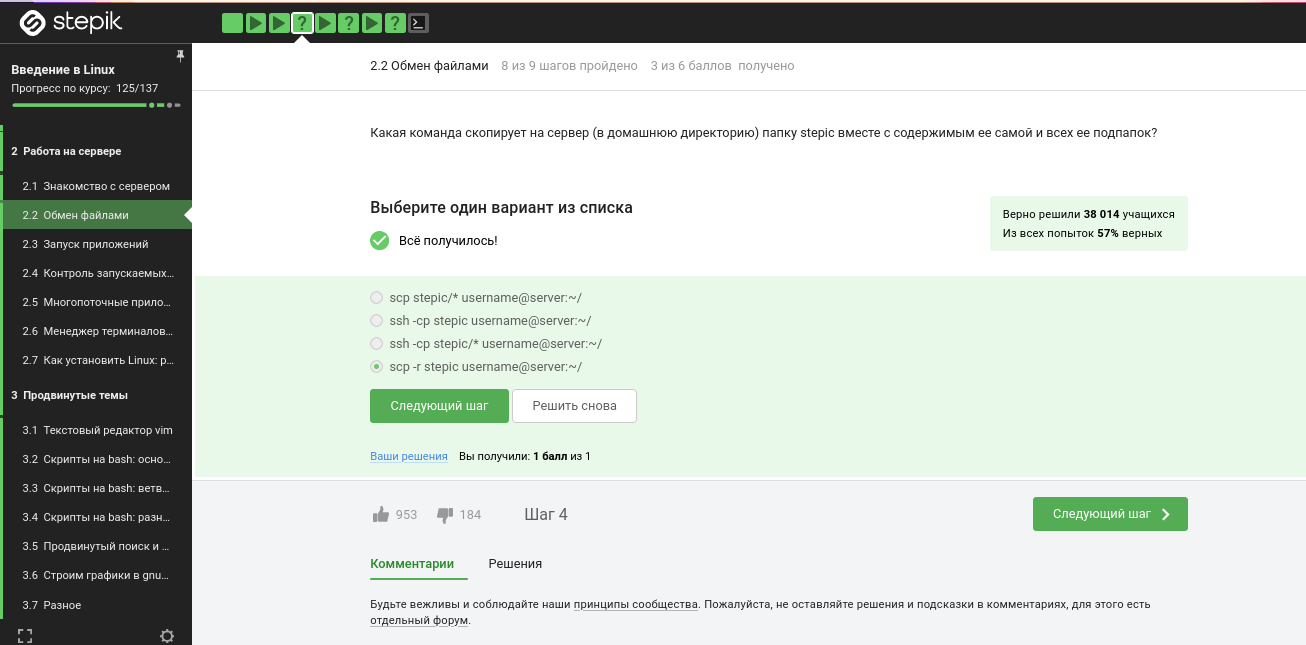 stepik
Введение в Linux
Прогресс по курсу: 125/137
2 Работа на сервере
2.1 Знакомство с сервером
2.2 Обмен файлами
2.3 Запуск приложений
2.4 Контроль запускаемых...
2.5 Многопоточные прило...
2.6 Менеджер терминалов...
2.7 Как установить Linux: р...
3 Продвинутые темы
3.1 Текстовый редактор vim
3.2 Скрипты на bash: осно...
3.3 Скрипты на bash: ветв...
3.4 Скрипты на bash: разн...
3.5 Продвинутый поиск и ...
3.6 Строим графики в gnu...
3.7 Разное
2.2 Обмен файлами 8 из 9 шагов пройдено 3 из 6 баллов получено
Какая команда скопирует на сервер (в домашнюю директорию) папку stepic вместе с содержимым ее самой и всех ее подпапок?
Выберите один вариант из списка
Всё получилось!
Верно решили 38 014 учащихся
Из всех попыток 57% верных
scp stepic/* username@server:~/
ssh -cp stepic username@server:~/
ssh -cp stepic/* username@server:~/
scp -r stepic username@server:~/
Следующий шаг Решить снова
Ваши решения Вы получили: 1 балл из 1
953 184 Шаг 4 Следующий шаг
Комментарии Решения
Будьте вежливы и соблюдайте наши принципы сообщества. Пожалуйста, не оставляйте решения и подсказки в комментариях, для этого есть
отдельный форум.